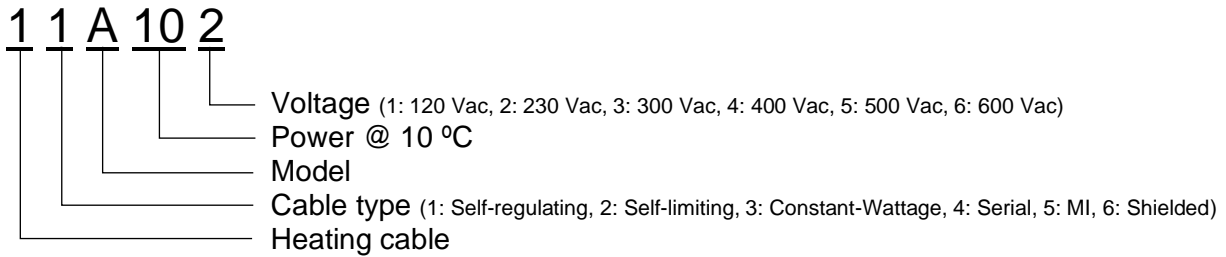 1 1 A 10 2
Voltage (1: 120 Vac, 2: 230 Vac, 3: 300 Vac, 4: 400 Vac, 5: 500 Vac, 6: 600 Vac)
Power @ 10 ºC
Model
Cable type (1: Self-regulating, 2: Self-limiting, 3: Constant-Wattage, 4: Serial, 5: MI, 6: Shielded)
Heating cable